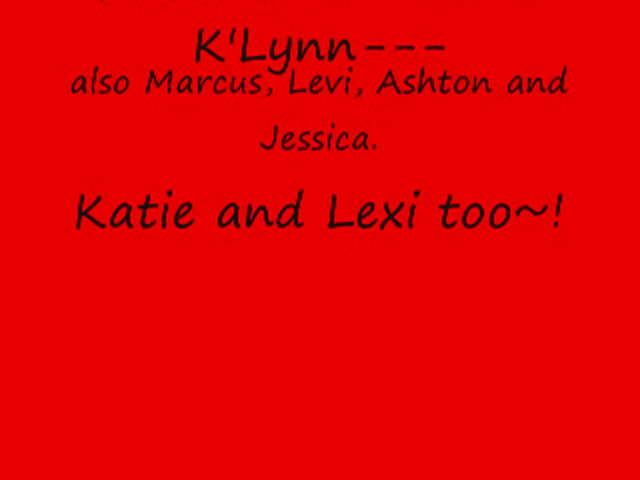 K'Lynn---
also Marcus, Levi, Ashton and
Jessica.
Katie and Lexi too~!